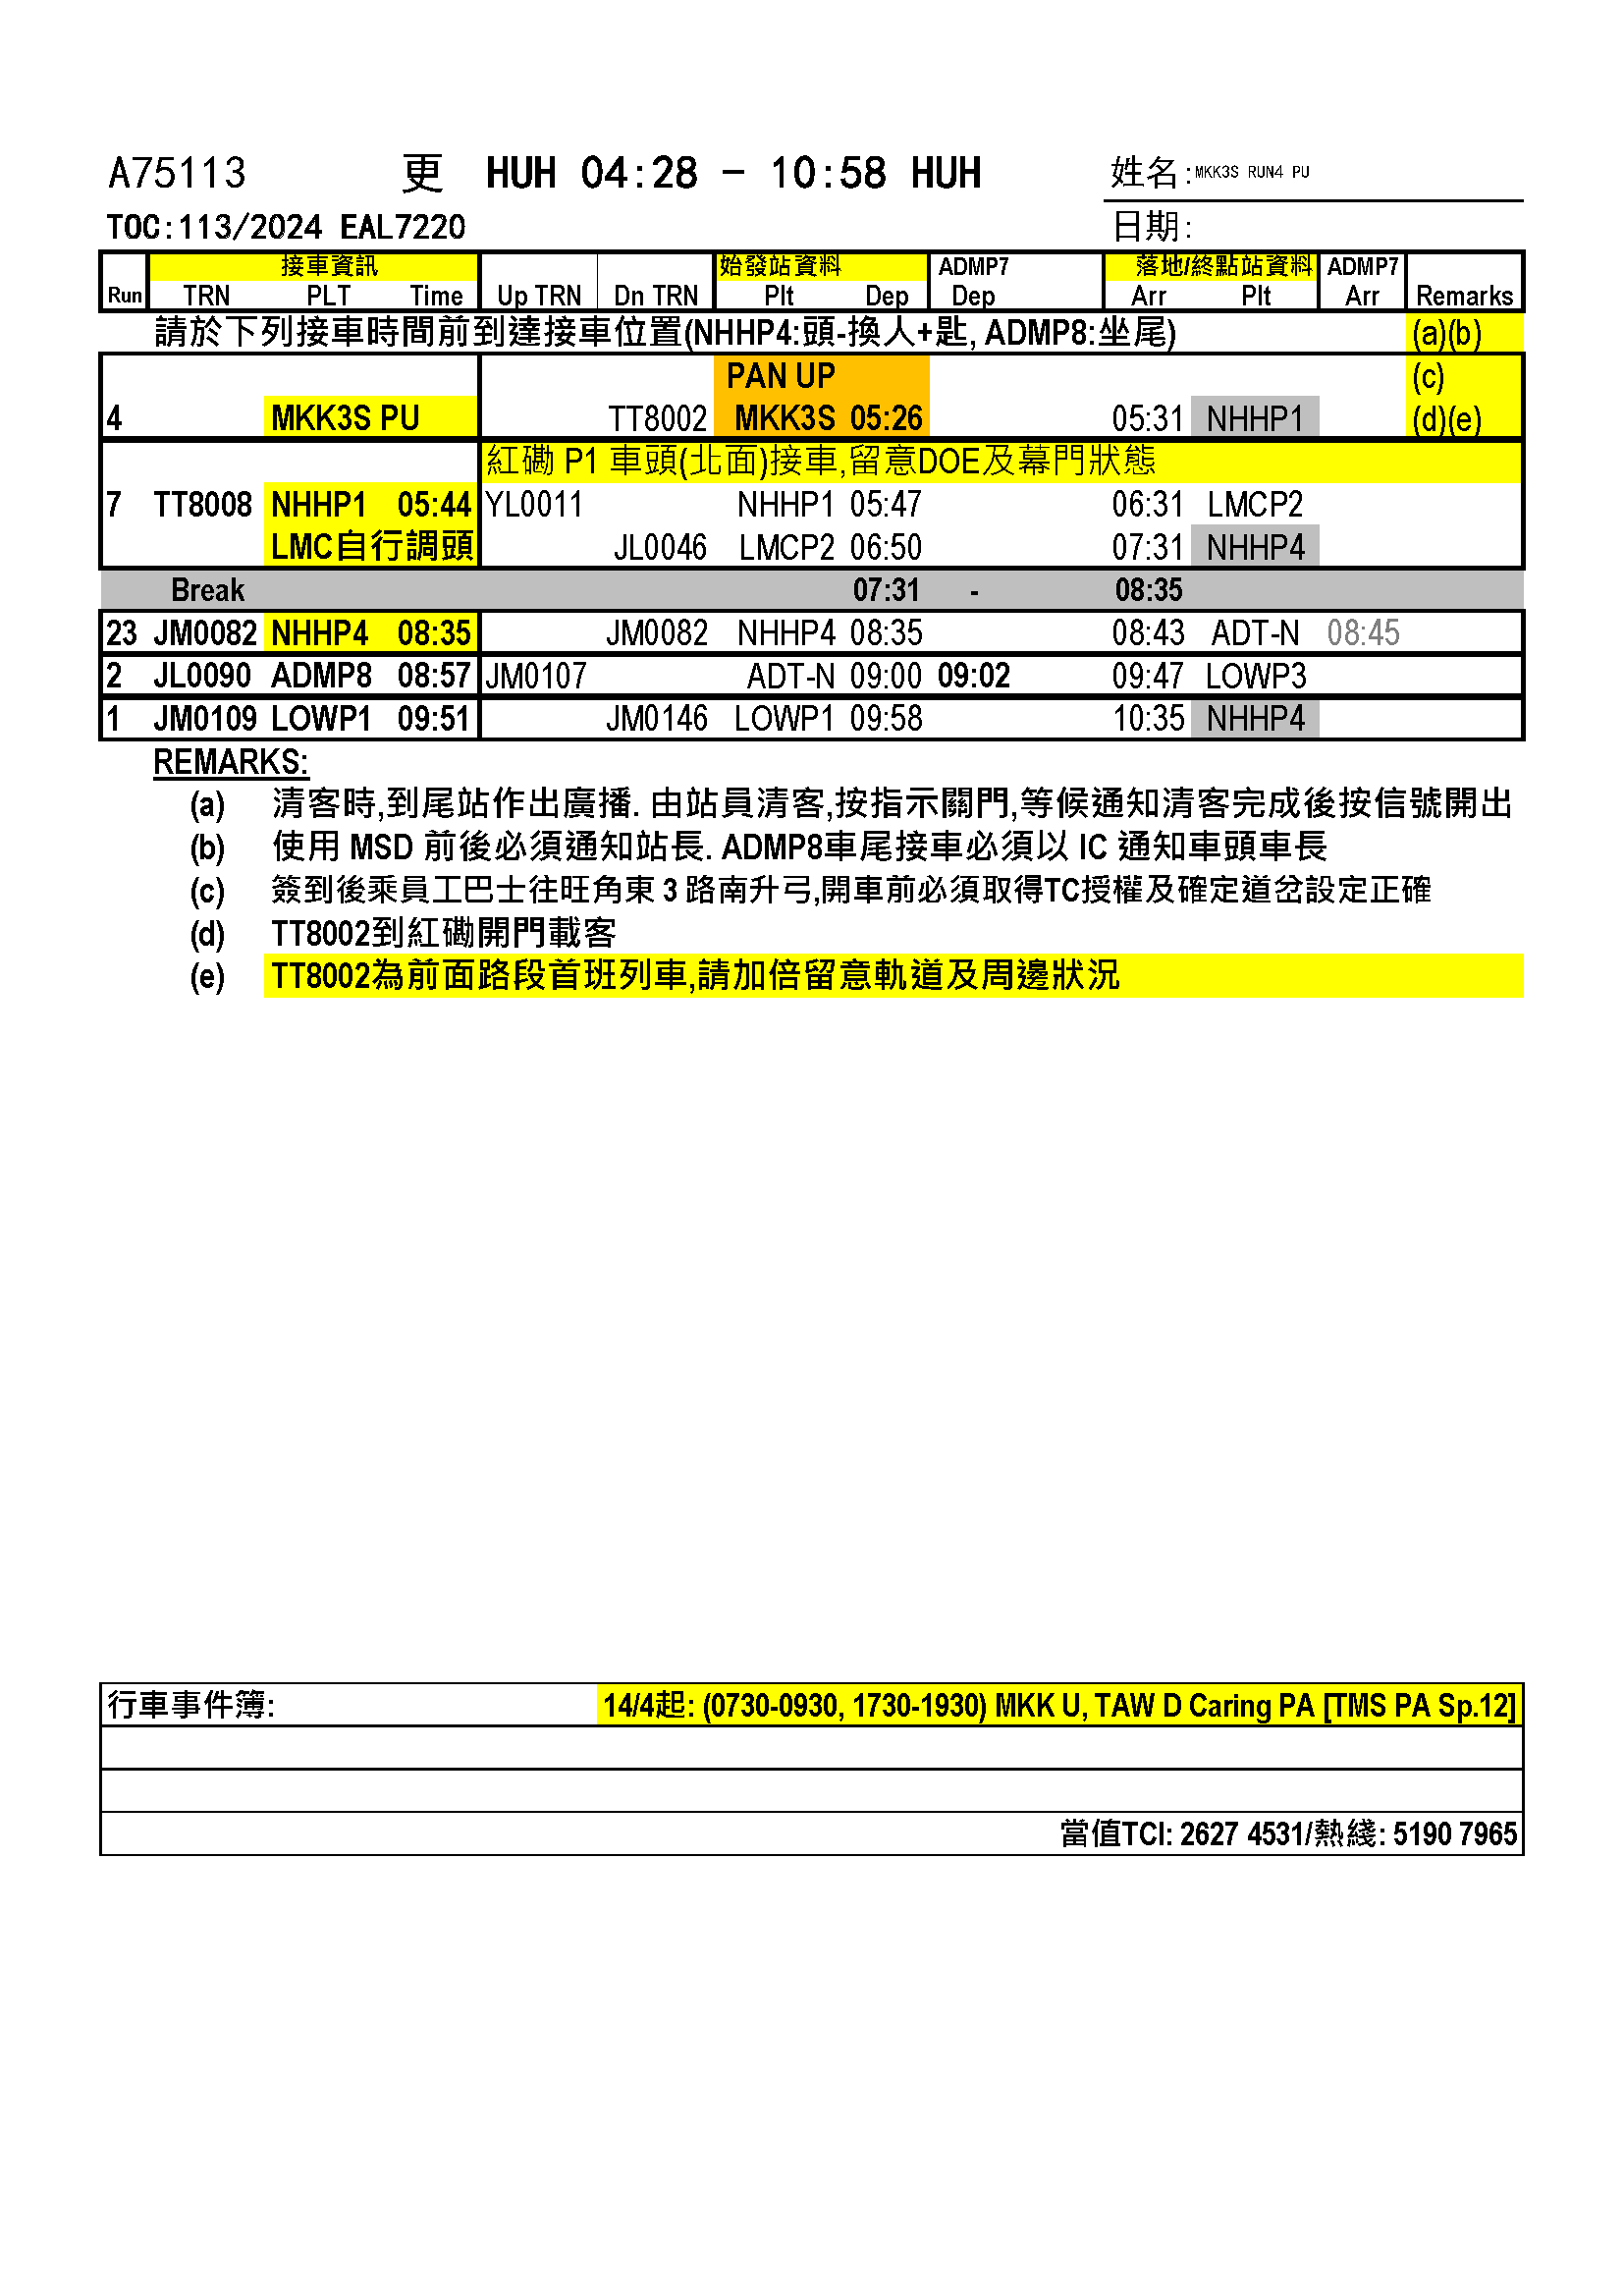 A75113 更 HUH 04:28 - 10:58 HUH 姓名:MKK3S RUN4 PU
TOC:113/2024 EAL7220 日期:
接車資訊 始發站資料 ADMP7 落地/終點站資料 ADMP7
Run TRN PLT Time Up TRN Dn TRN Plt Dep Dep Arr Plt Arr Remarks
請於下列接車時間前到達接車位置(NHHP4:頭-換人+匙, ADMP8:坐尾) (a)(b)
PAN UP (c)
4 MKK3S PU TT8002 MKK3S 05:26 05:31 NHHP1 (d)(e)
紅磡 P1 車頭(北面)接車,留意DOE及幕門狀態
7 TT8008 NHHP1 05:44 YL0011 NHHP1 05:47 06:31 LMCP2
LMC自行調頭 JL0046 LMCP2 06:50 07:31 NHHP4
Break 07:31 - 08:35
23 JM0082 NHHP4 08:35 JM0082 NHHP4 08:35 08:43 ADT-N 08:45
2 JL0090 ADMP8 08:57 JM0107 ADT-N 09:00 09:02 09:47 LOWP3
1 JM0109 LOWP1 09:51 JM0146 LOWP1 09:58 10:35 NHHP4
REMARKS:
(a) 清客時,到尾站作出廣播. 由站員清客,按指示關門,等候通知清客完成後按信號開出
(b) 使用 MSD 前後必須通知站長. ADMP8車尾接車必須以 IC 通知車頭車長
(c) 簽到後乘員工巴士往旺角東 3 路南升弓,開車前必須取得TC授權及確定道岔設定正確
(d) TT8002到紅磡開門載客
(e) TT8002為前面路段首班列車,請加倍留意軌道及周邊狀況
行車事件簿: 14/4起: (0730-0930, 1730-1930) MKK U, TAW D Caring PA [TMS PA Sp.12]
當值TCI: 2627 4531/熱綫: 5190 7965